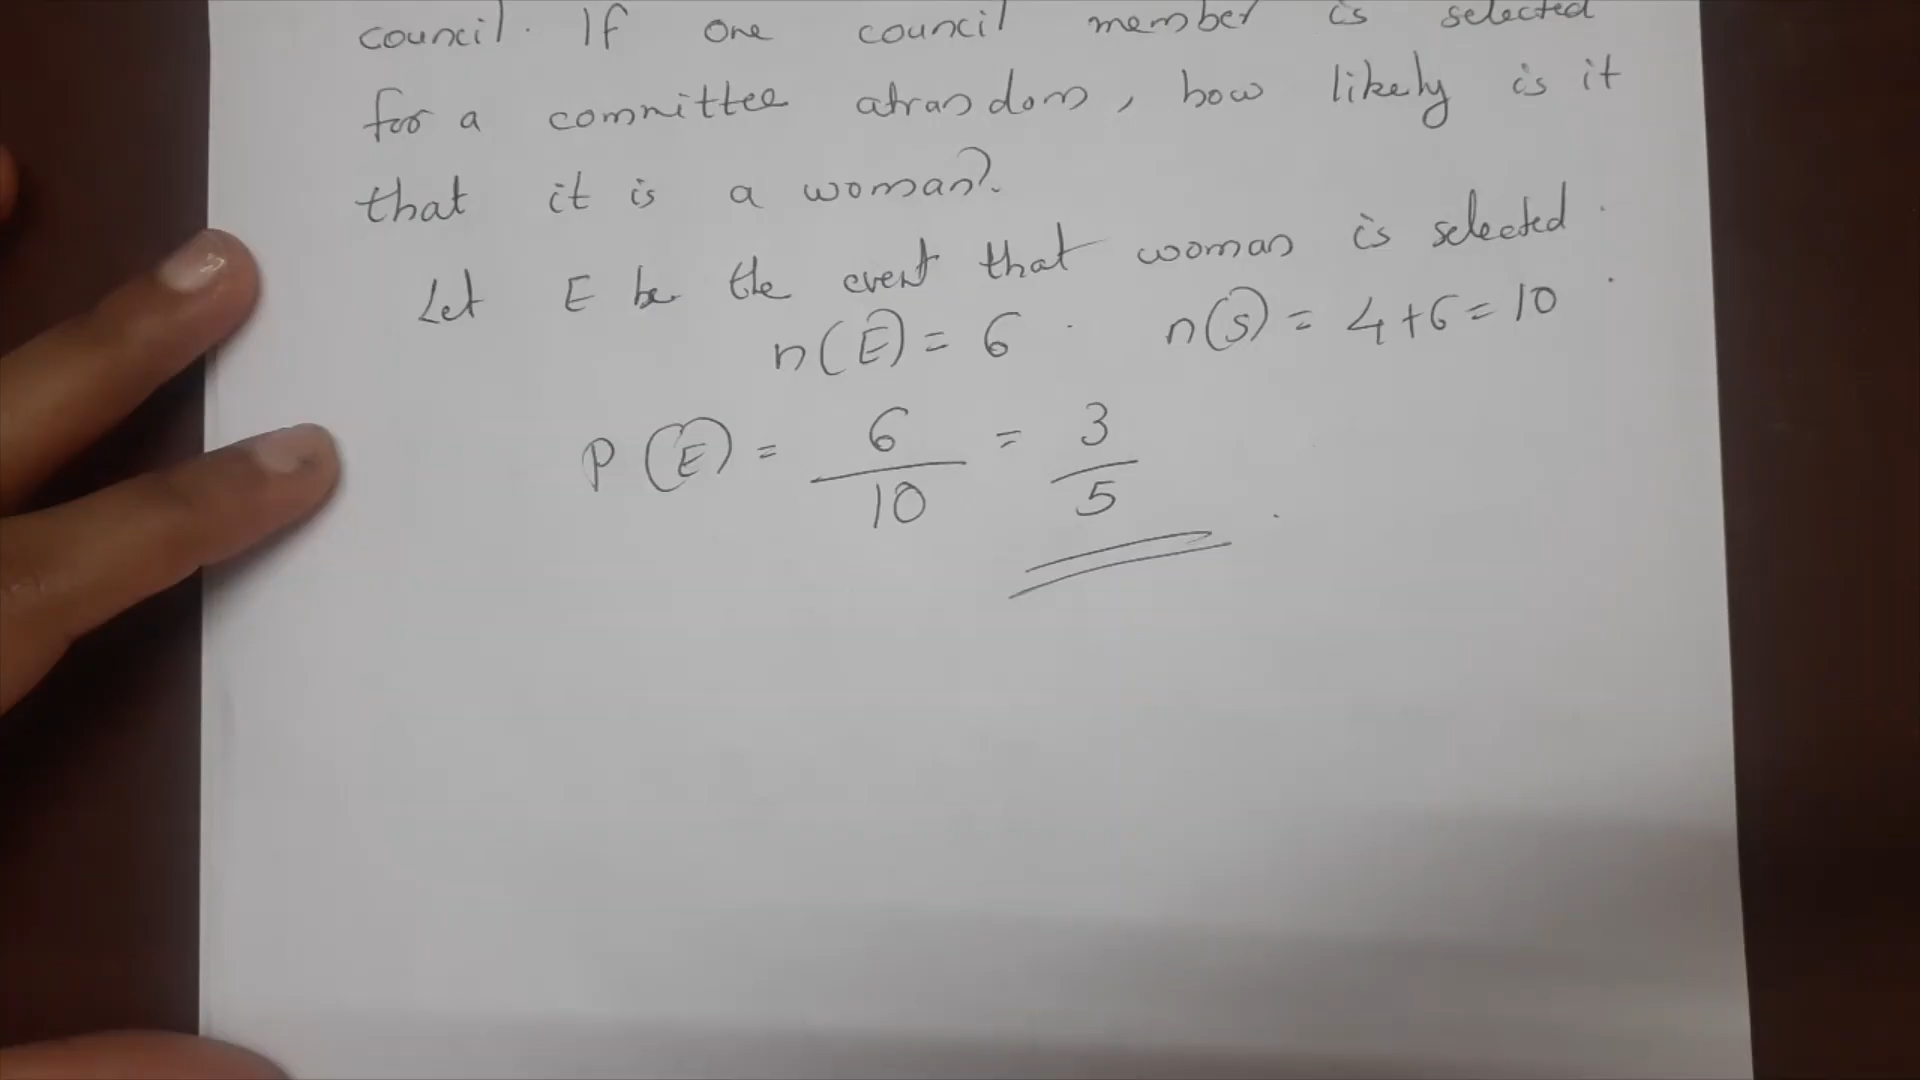 council. If one council member is selected
for a committee atrandom, how likely is it
that it is a woman?
Let E be the event that woman is selected.
n(E) = 6. n(S) = 4+6=10.
P(E) = 6/10 = 3/5